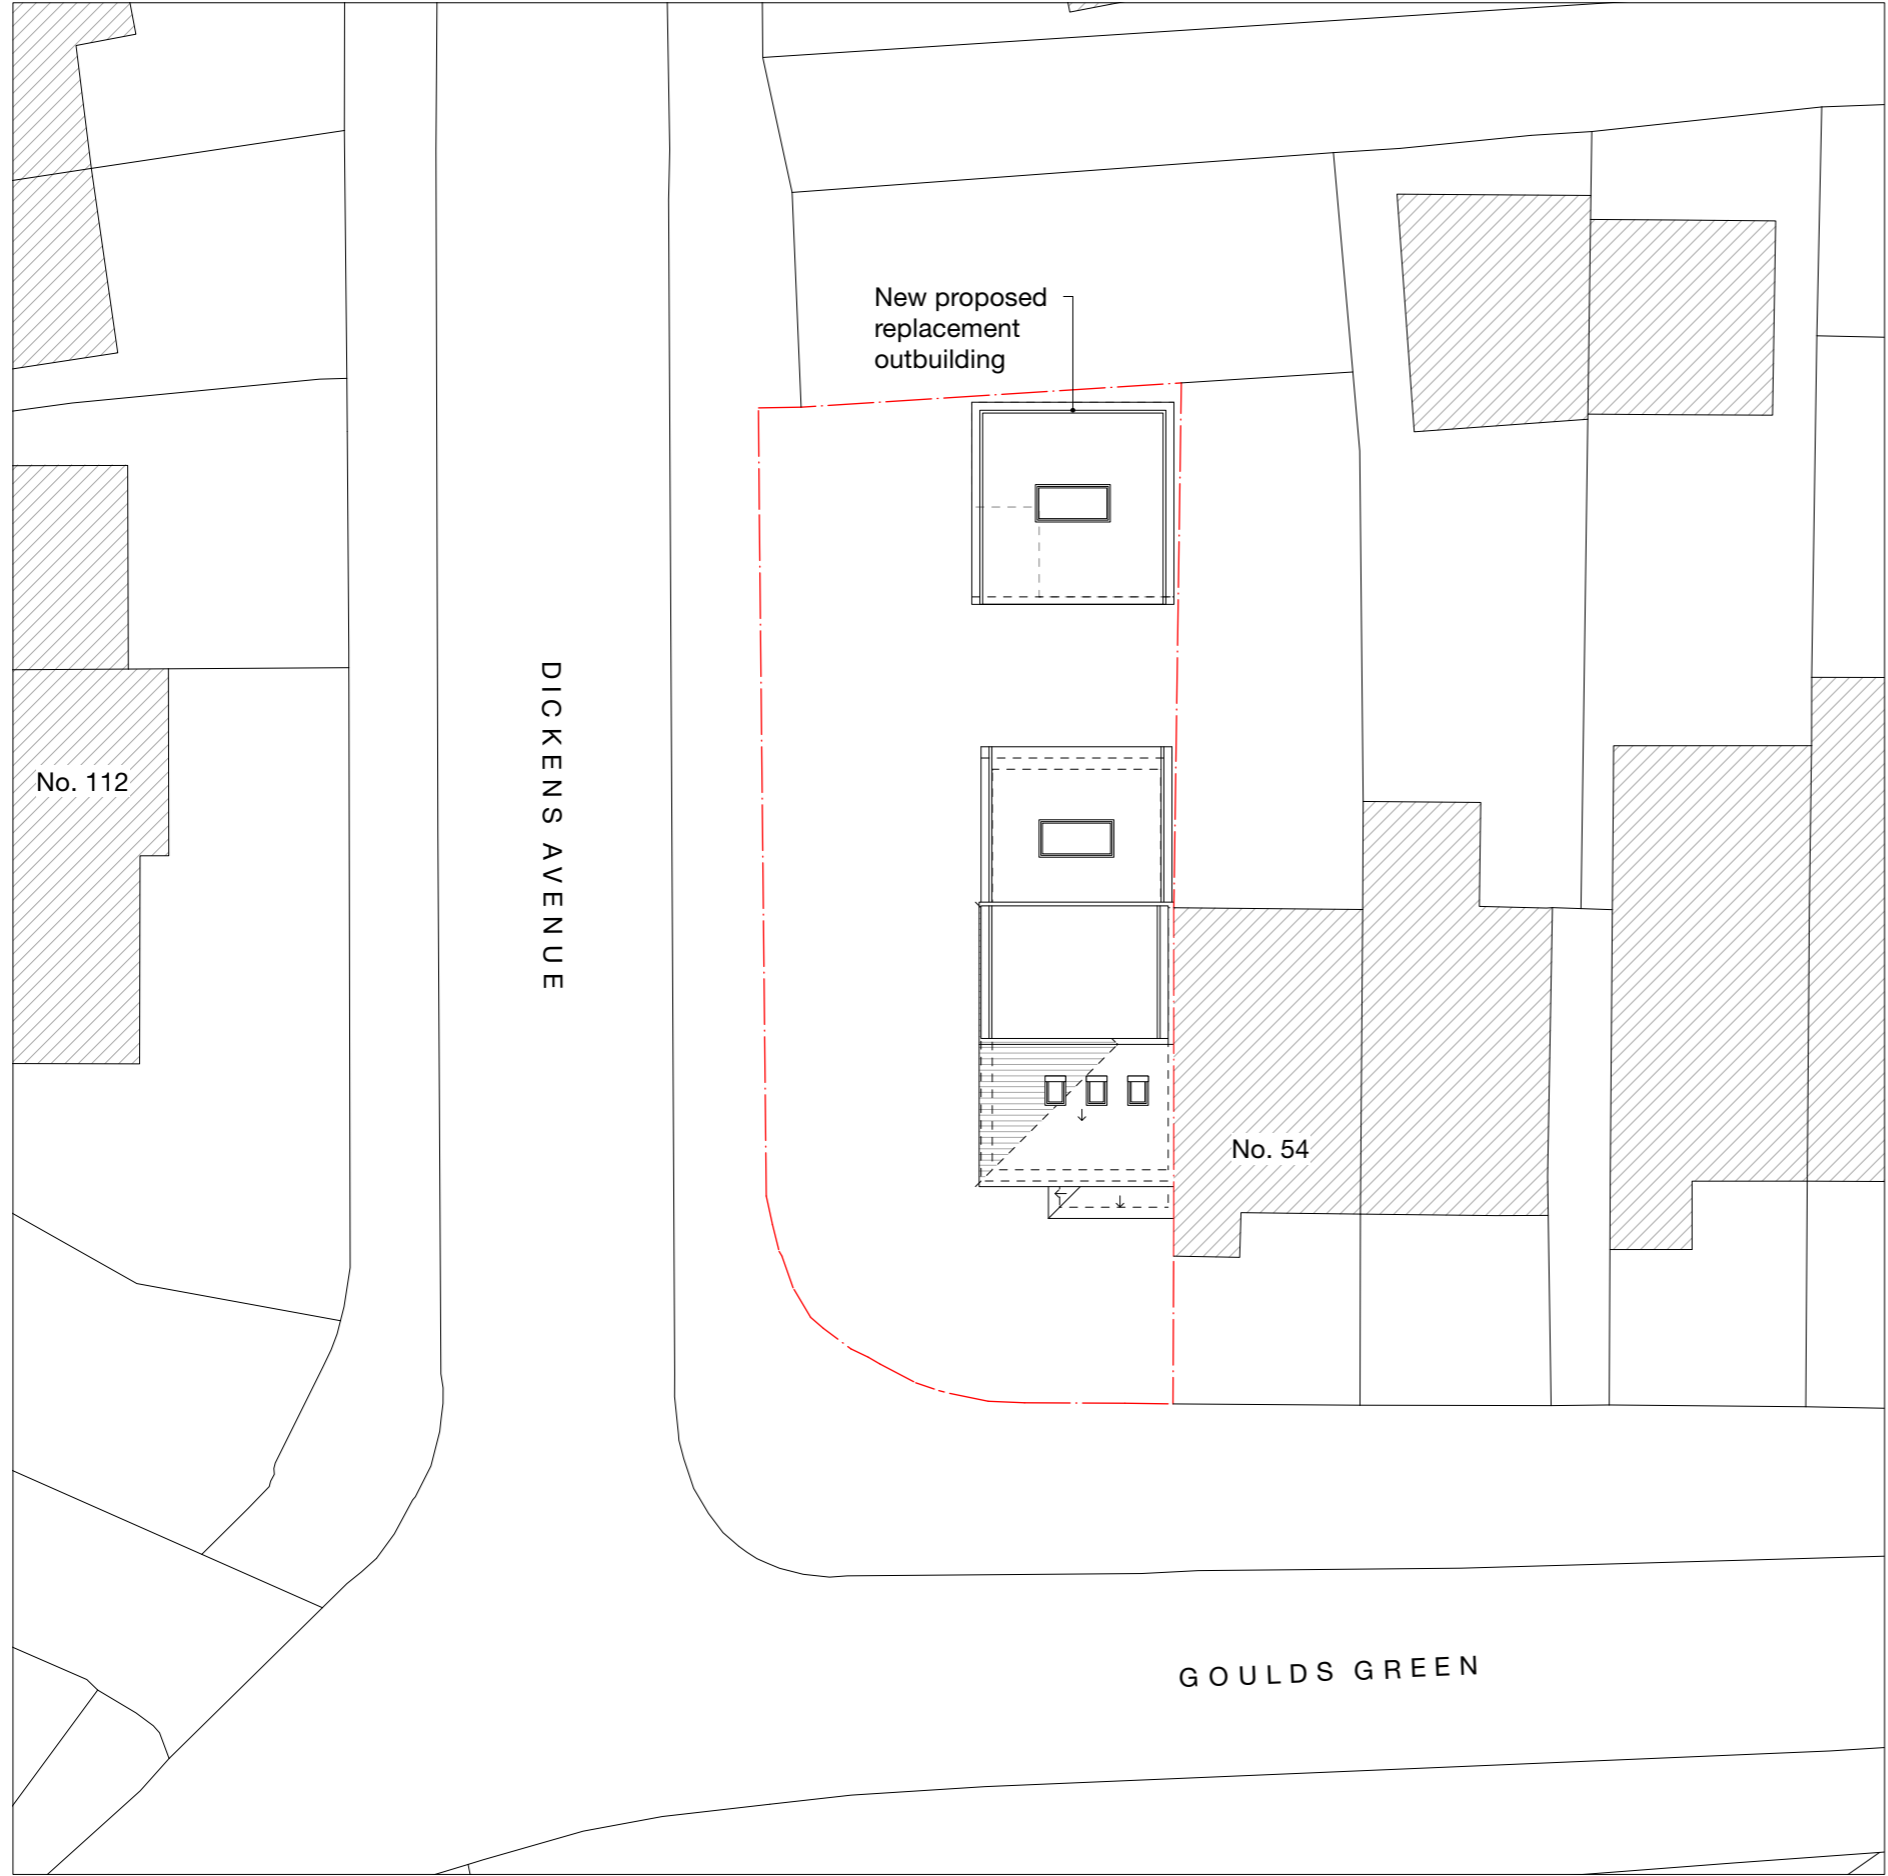 New proposed
replacement
outbuilding
DICKENS AVENUE
No. 112
No. 54
GOULDS GREEN